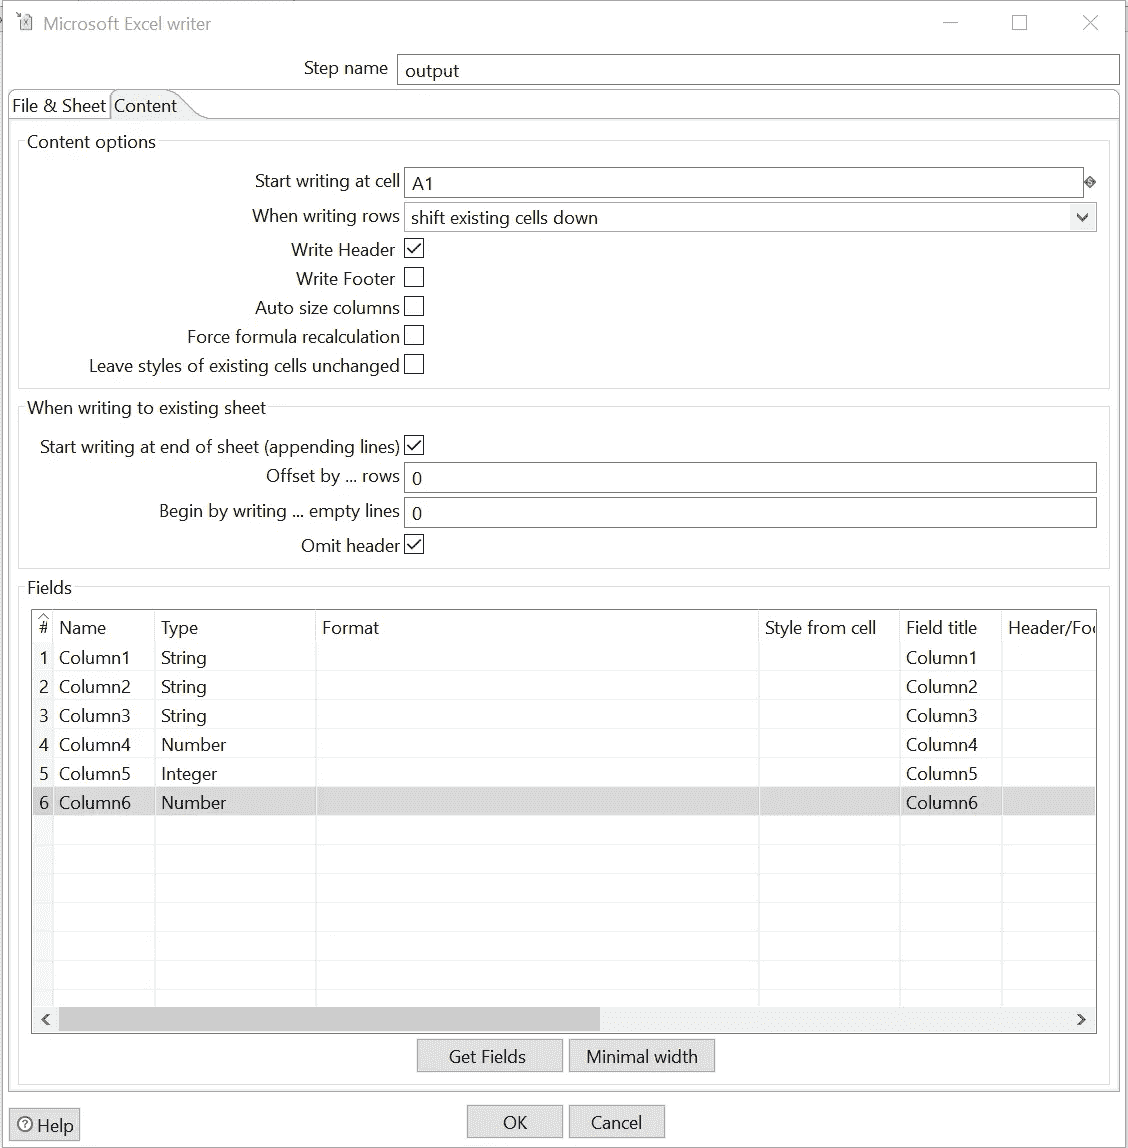 Microsoft Excel writer
Step name output
File & Sheet Content
Content options
Start writing at cell A1
When writing rows shift existing cells down
Write Header
Write Footer
Auto size columns
Force formula recalculation
Leave styles of existing cells unchanged
When writing to existing sheet
Start writing at end of sheet (appending lines)
Offset by ... rows 0
Begin by writing ... empty lines 0
Omit header
Fields
# Name Type Format Style from cell Field title Header/Foo
1 Column1 String Column1
2 Column2 String Column2
3 Column3 String Column3
4 Column4 Number Column4
5 Column5 Integer Column5
6 Column6 Number Column6
Get Fields Minimal width
Help OK Cancel